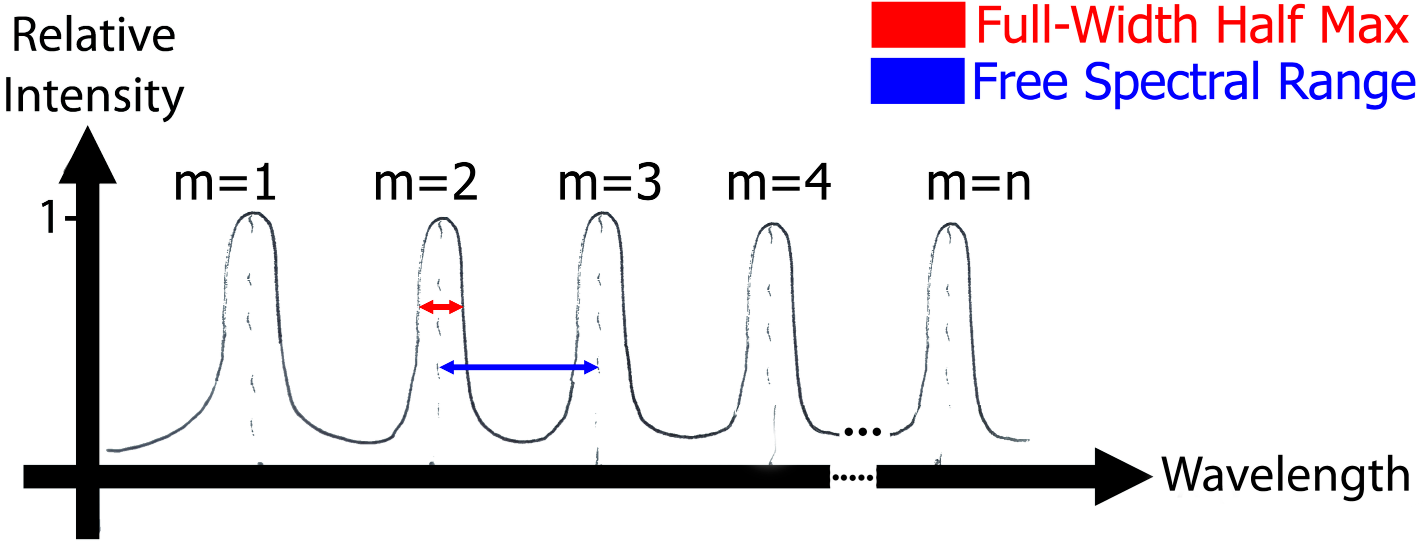 Relative
Intensity
Full-Width Half Max
Free Spectral Range
m=1 m=2 m=3 m=4 m=n
1
Wavelength